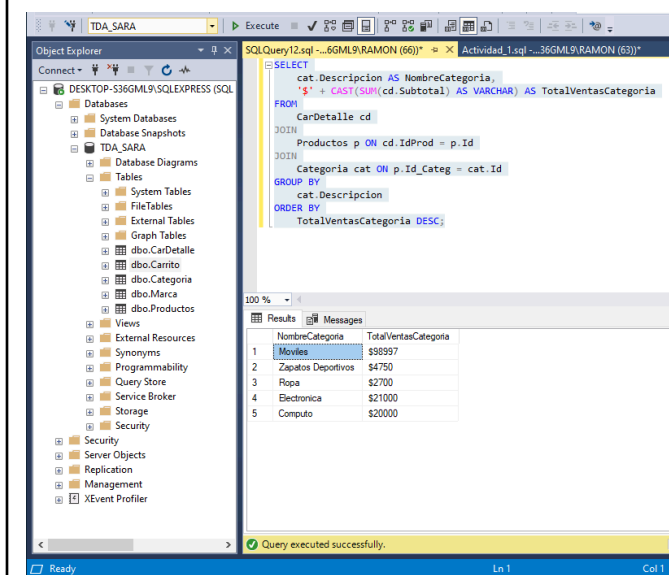 TDA_SARA
Execute
Object Explorer
Connect
DESKTOP-S36GML9\SQLEXPRESS (SQL
Databases
System Databases
Database Snapshots
TDA_SARA
Database Diagrams
Tables
System Tables
FileTables
External Tables
Graph Tables
dbo.CarDetalle
dbo.Carrito
dbo.Categoria
dbo.Marca
dbo.Productos
Views
External Resources
Synonyms
Programmability
Query Store
Service Broker
Storage
Security
Security
Server Objects
Replication
Management
XEvent Profiler
SQLQuery12.sql -...6GML9\RAMON (66))*
Actividad_1.sql -...36GML9\RAMON (63))*
SELECT
cat.Descripcion AS NombreCategoria,
'$' + CAST(SUM(cd.Subtotal) AS VARCHAR) AS TotalVentasCategoria
FROM
CarDetalle cd
JOIN
Productos p ON cd.IdProd = p.Id
JOIN
Categoria cat ON p.Id_Categ = cat.Id
GROUP BY
cat.Descripcion
ORDER BY
TotalVentasCategoria DESC;
100 %
Results Messages
NombreCategoria TotalVentasCategoria
1 Moviles $98997
2 Zapatos Deportivos $4750
3 Ropa $2700
4 Electronica $21000
5 Computo $20000
Query executed successfully.
Ready Ln 1 Col 1